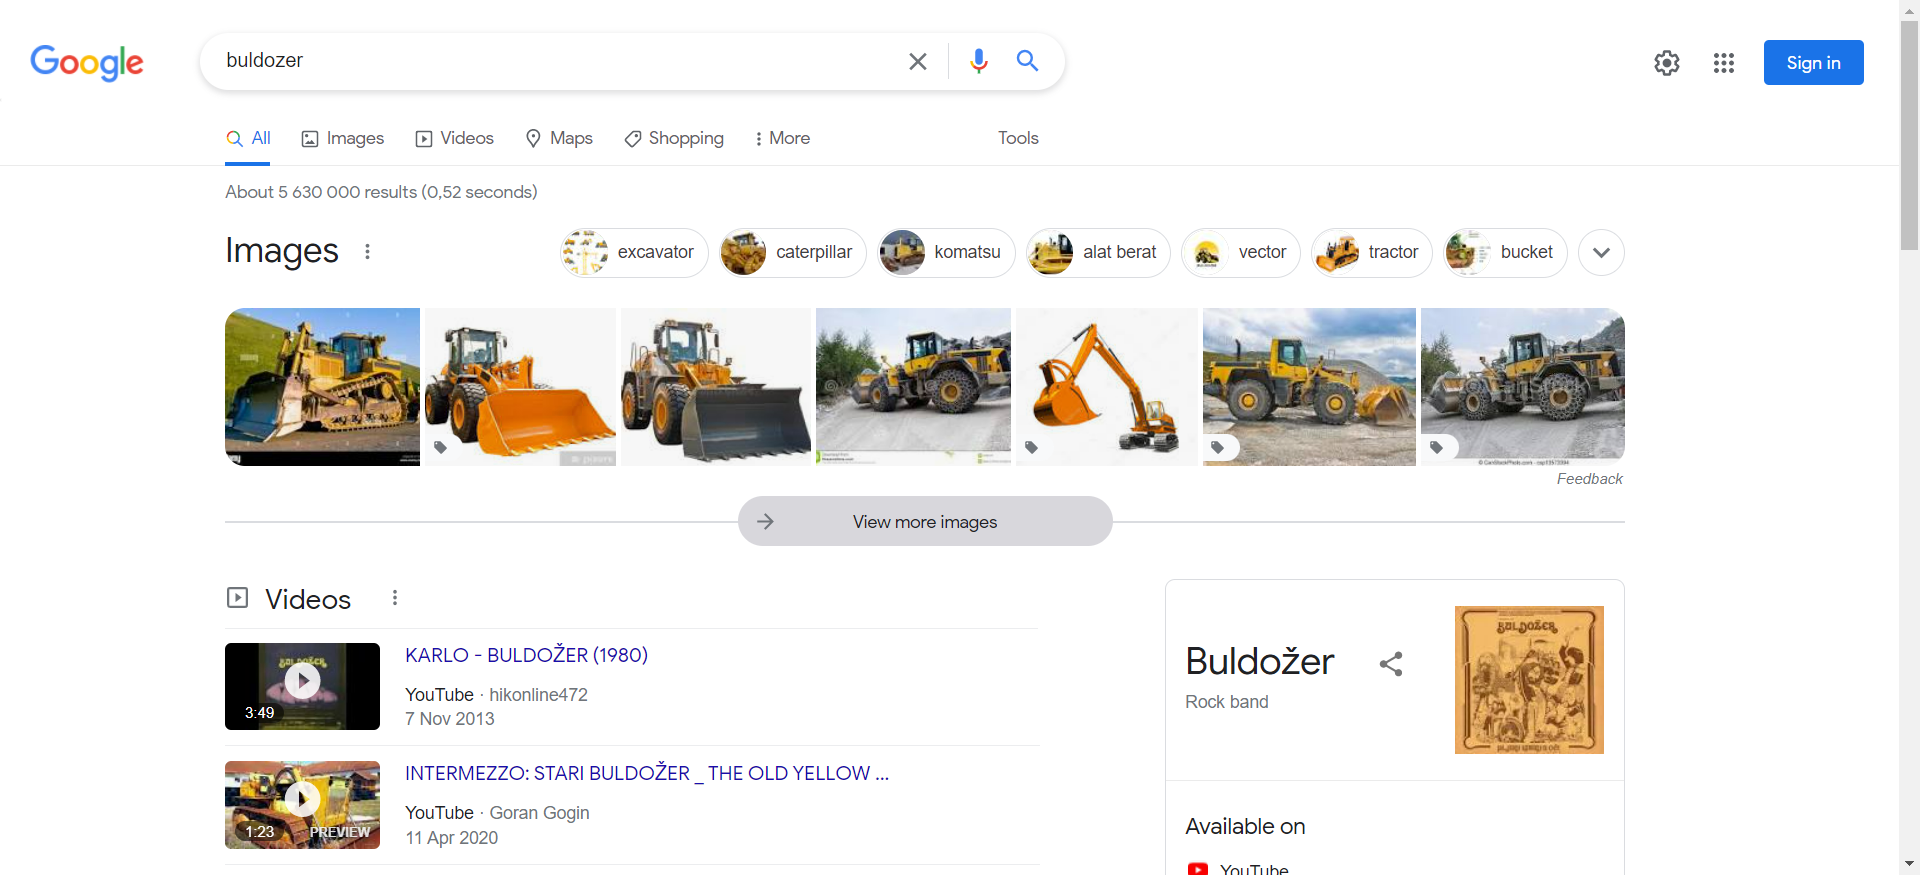 Google
buldozer
Sign in
All Images Videos Maps Shopping More Tools
About 5 630 000 results (0,52 seconds)
Images
excavator caterpillar komatsu alat berat vector tractor bucket
Feedback
View more images
Videos
KARLO - BULDOŽER (1980)
YouTube · hikonline472
7 Nov 2013
3:49
INTERMEZZO: STARI BULDOŽER _ THE OLD YELLOW ...
YouTube · Goran Gogin
11 Apr 2020
1:23 PREVIEW
Buldožer
Rock band
BULDOŽER
Available on
YouTube